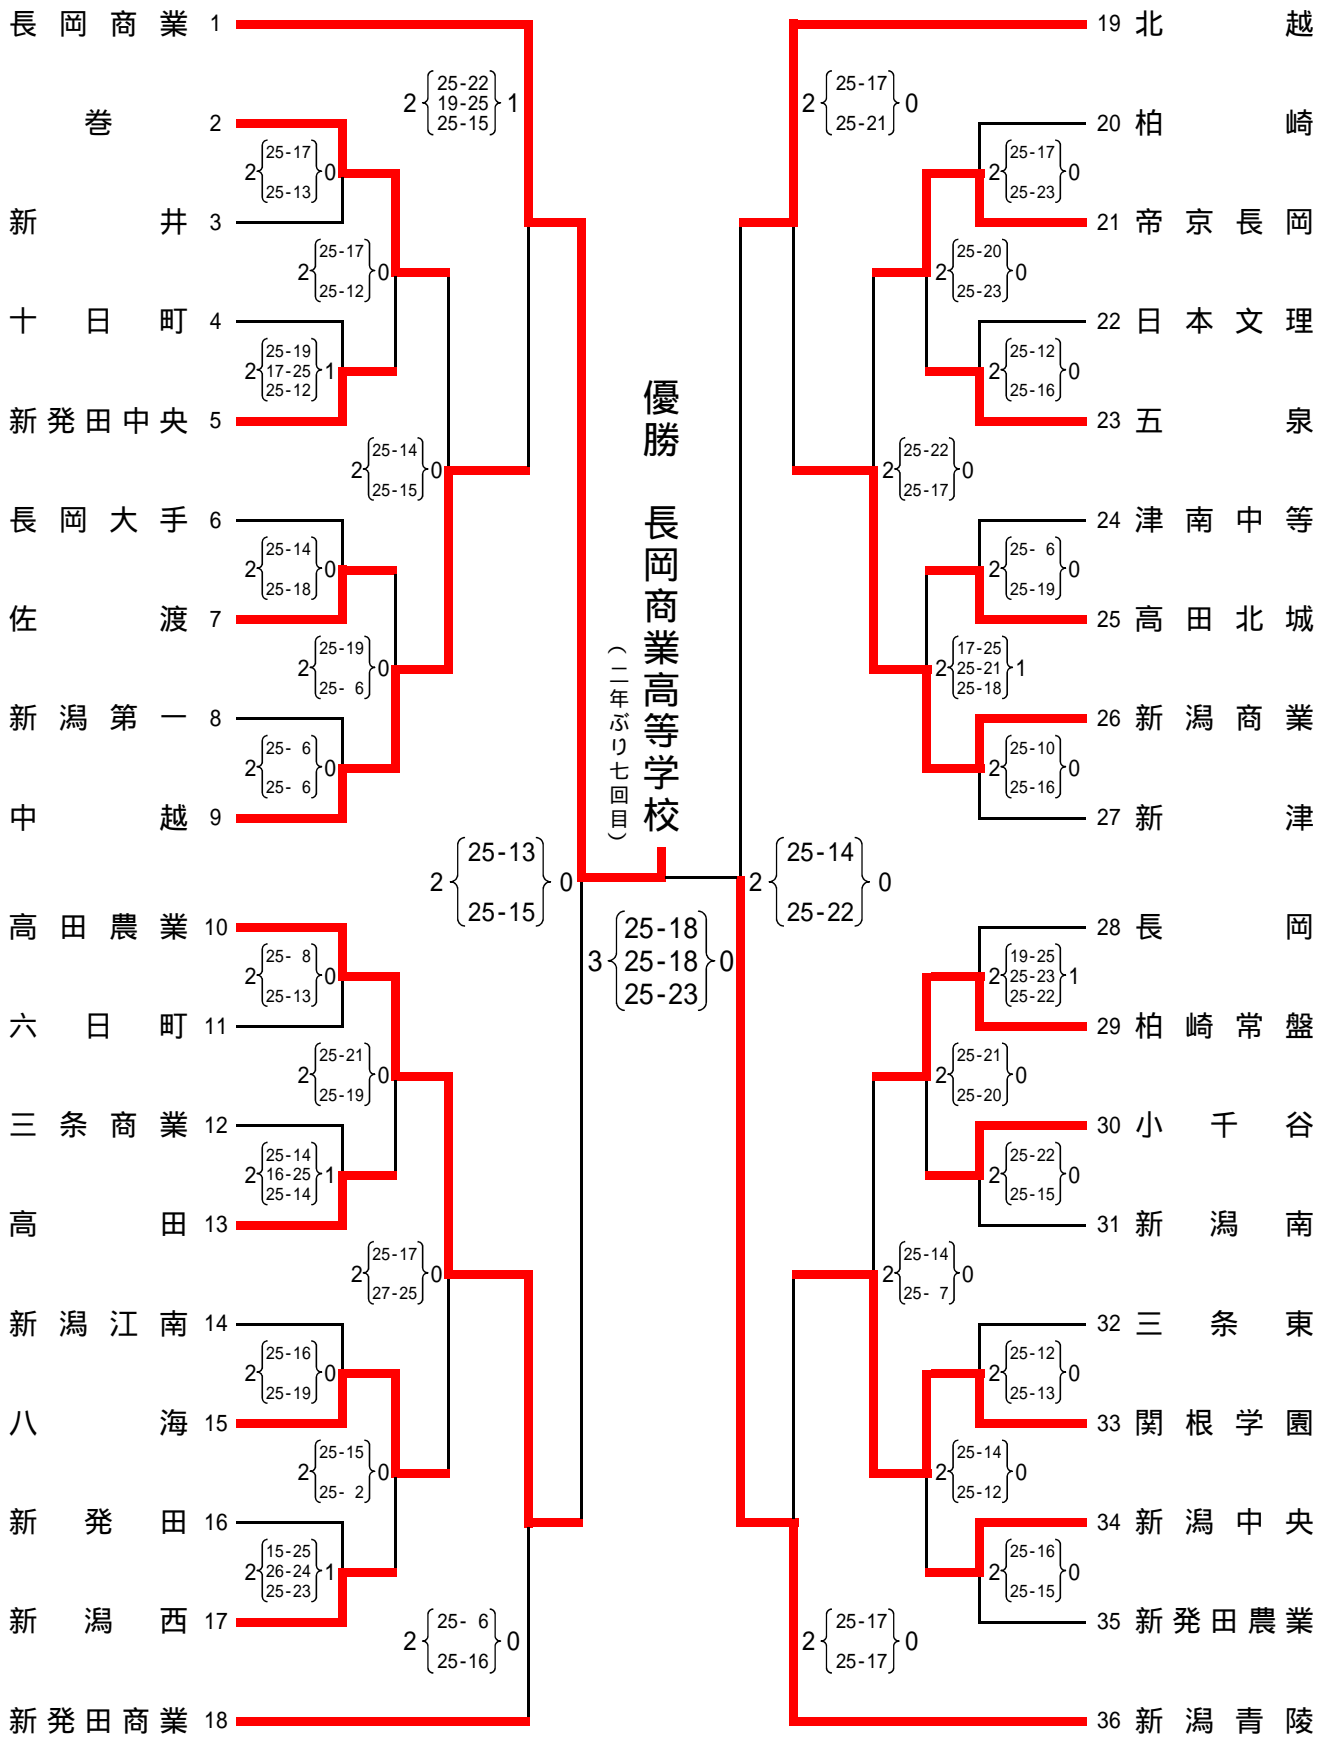 長岡商業 1
巻 2
新井 3
十日町 4
新発田中央 5
長岡大手 6
佐渡 7
新潟第一 8
中越 9
高田農業 10
六日町 11
三条商業 12
高田 13
新潟江南 14
八海 15
新発田 16
新潟西 17
新発田商業 18
2 25-22 1
19-25
25-15
2 25-17 0
25-13
2 25-17 0
25-12
2 25-19 1
17-25
25-12
2 25-14 0
25-15
2 25-14 0
25-18
2 25-19 0
25- 6
2 25- 6 0
25- 6
2 25-13 0
25-15
2 25- 8 0
25-13
2 25-21 0
25-19
2 25-14 1
16-25
25-14
2 25-17 0
27-25
2 25-16 0
25-19
2 25-15 0
25- 2
2 15-25 1
26-24
25-23
2 25- 6 0
25-16
優勝 長岡商業高等学校
(二年ぶり七回目)
3 25-18 0
25-18
25-23
2 25-17 0
25-21
2 25-17 0
25-23
2 25-20 0
25-23
2 25-12 0
25-16
2 25-22 0
25-17
2 25- 6 0
25-19
2 17-25 1
25-21
25-18
2 25-10 0
25-16
2 25-14 0
25-22
2 19-25 1
25-23
25-22
2 25-21 0
25-20
2 25-22 0
25-15
2 25-14 0
25- 7
2 25-12 0
25-13
2 25-14 0
25-12
2 25-16 0
25-15
2 25-17 0
25-17
19 北越
20 柏崎
21 帝京長岡
22 日本文理
23 五泉
24 津南中等
25 高田北城
26 新潟商業
27 新津
28 長岡
29 柏崎常盤
30 小千谷
31 新潟南
32 三条東
33 関根学園
34 新潟中央
35 新発田農業
36 新潟青陵